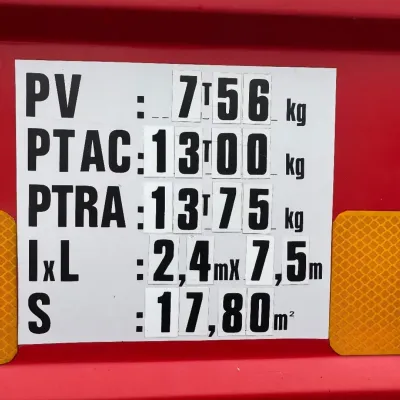 PV : 7T56 kg
PTAC: 13T00 kg
PTRA: 13T75 kg
IxL : 2,4mx 7,5m
S : 17,80m²